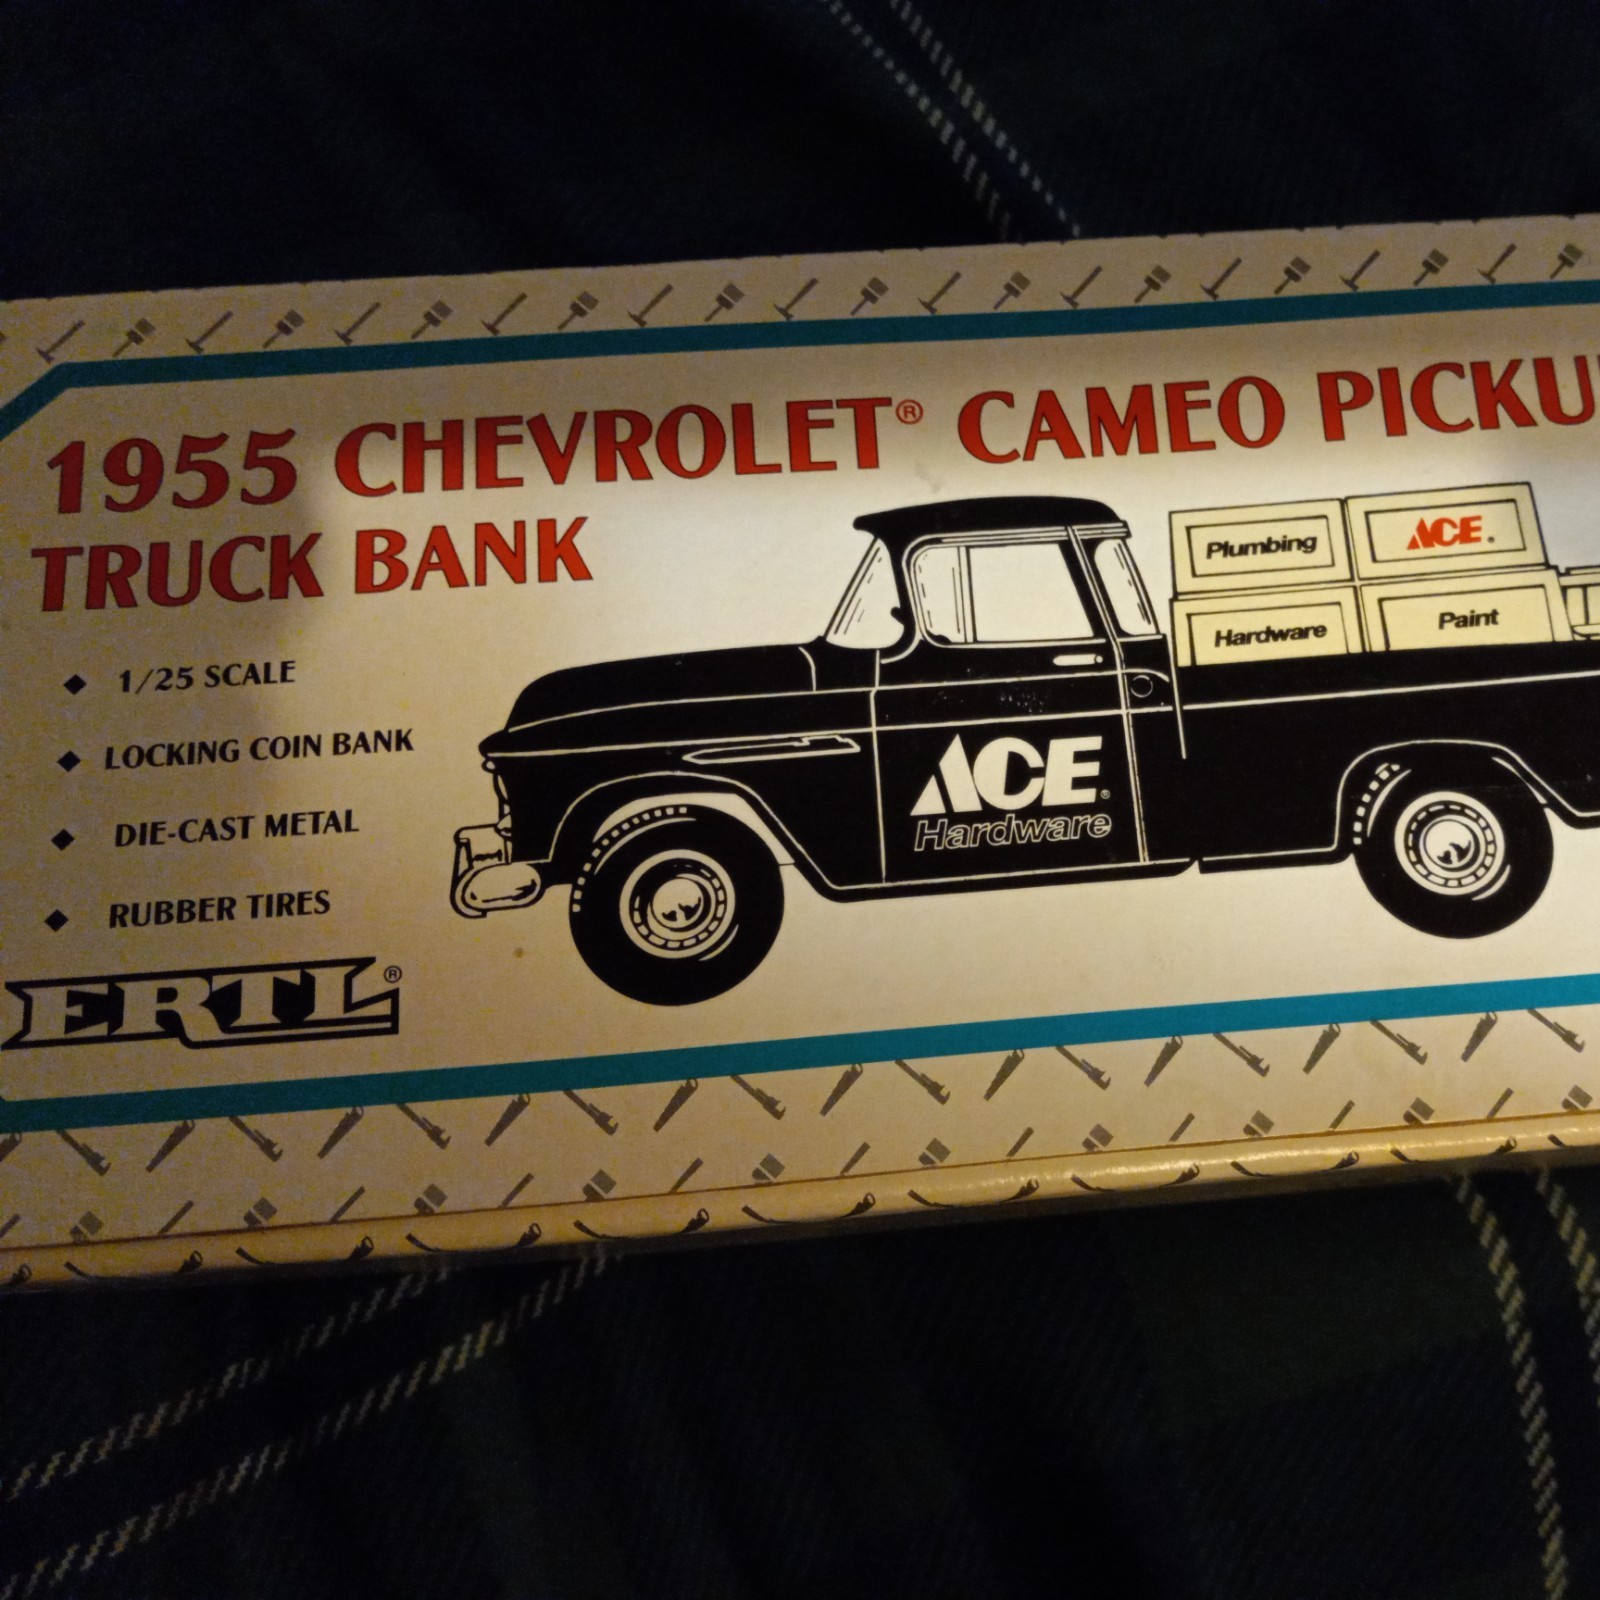 1955 CHEVROLET® CAMEO PICKU
TRUCK BANK
◆ 1/25 SCALE
◆ LOCKING COIN BANK
◆ DIE-CAST METAL
◆ RUBBER TIRES
ERTL®
Plumbing
ACE®
Hardware
Paint
ACE®
Hardware